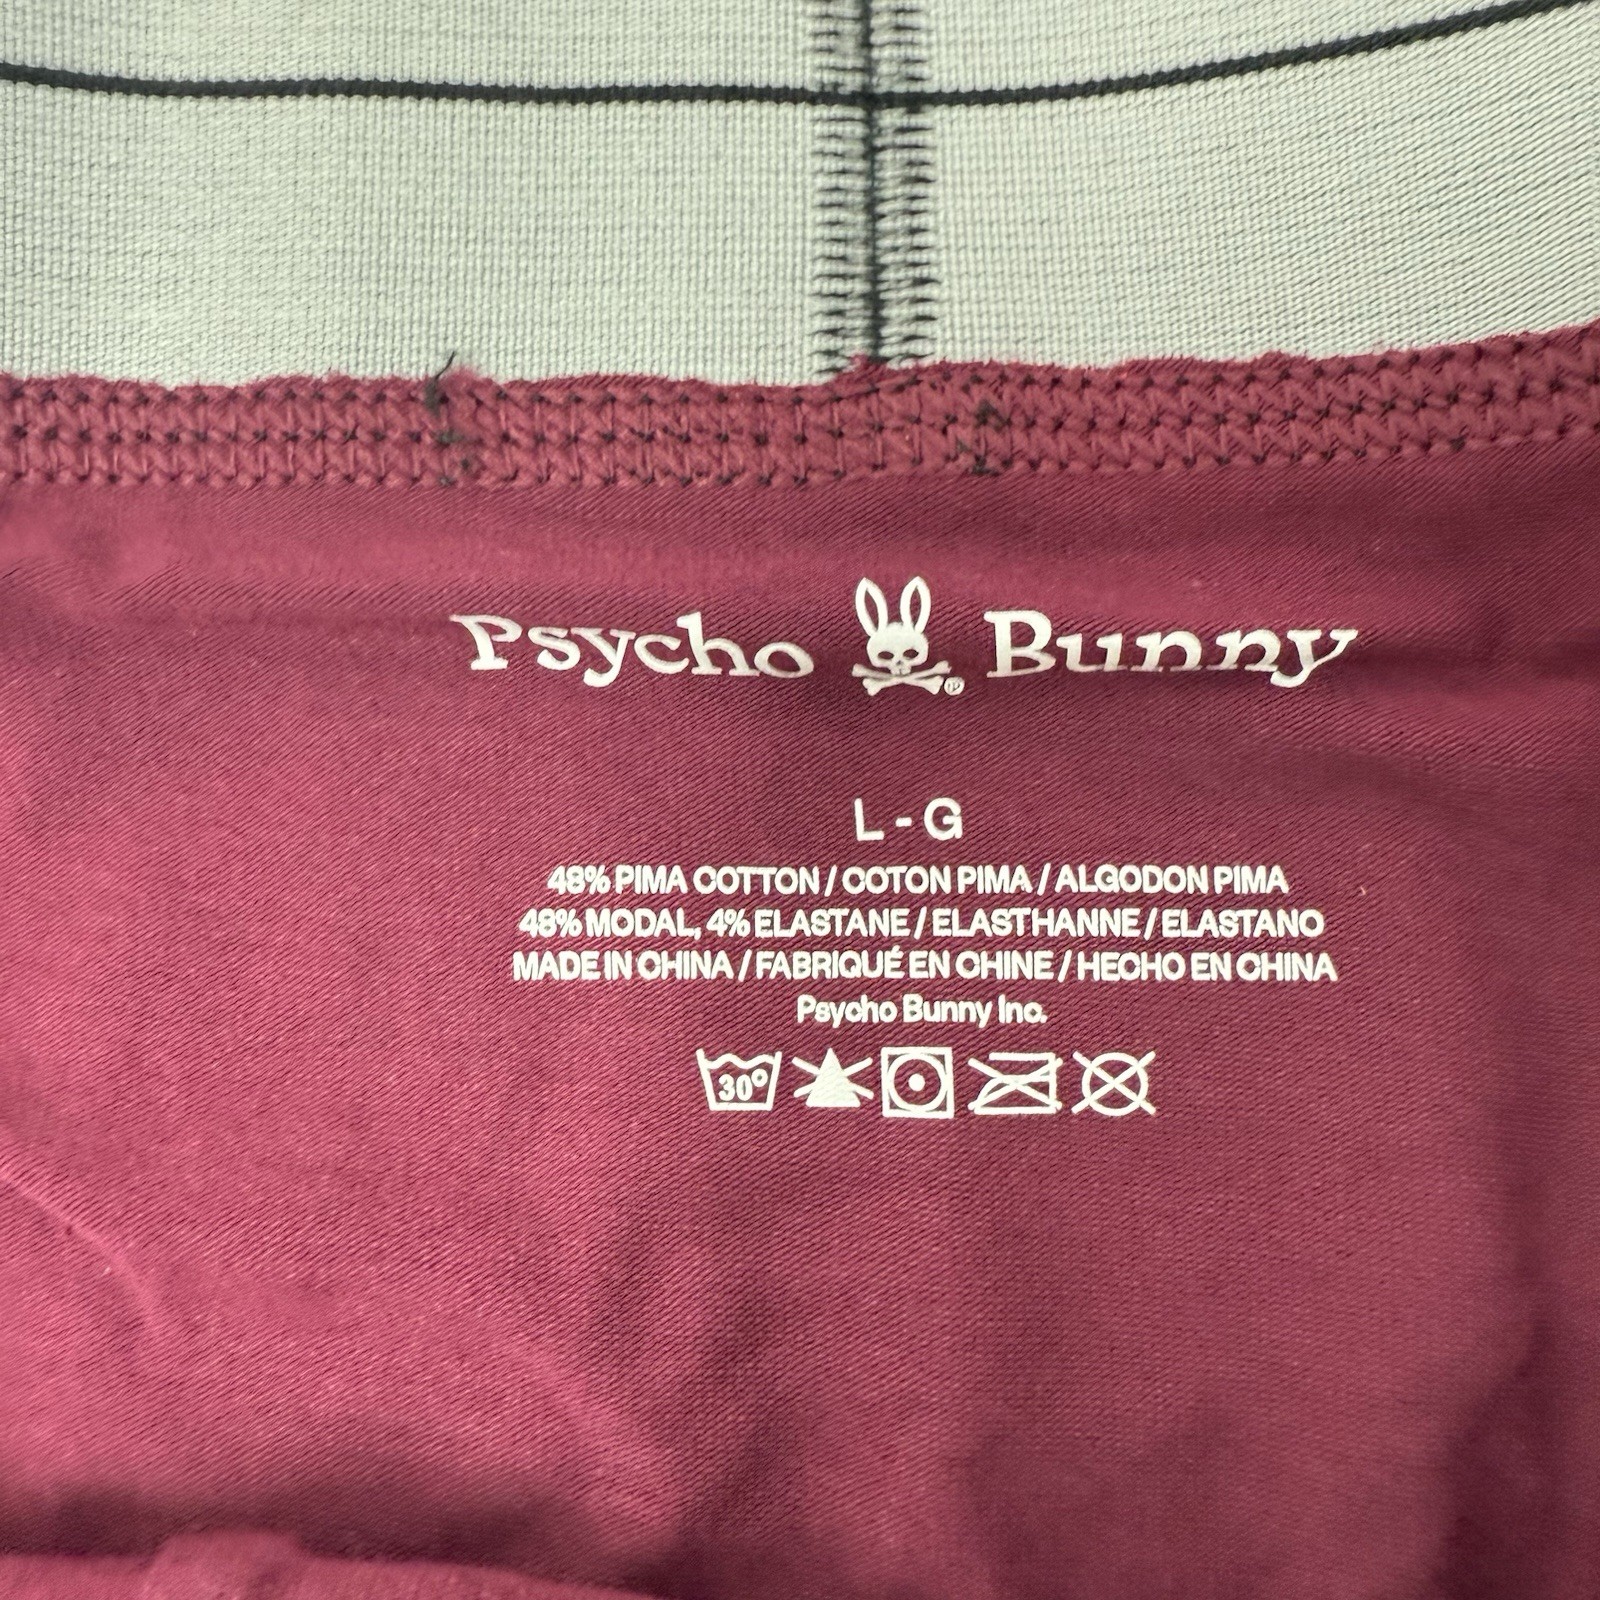 Psycho Bunny
L - G
48% PIMA COTTON / COTON PIMA / ALGODON PIMA
48% MODAL, 4% ELASTANE / ELASTHANNE / ELASTANO
MADE IN CHINA / FABRIQUÉ EN CHINE / HECHO EN CHINA
Psycho Bunny Inc.
30°